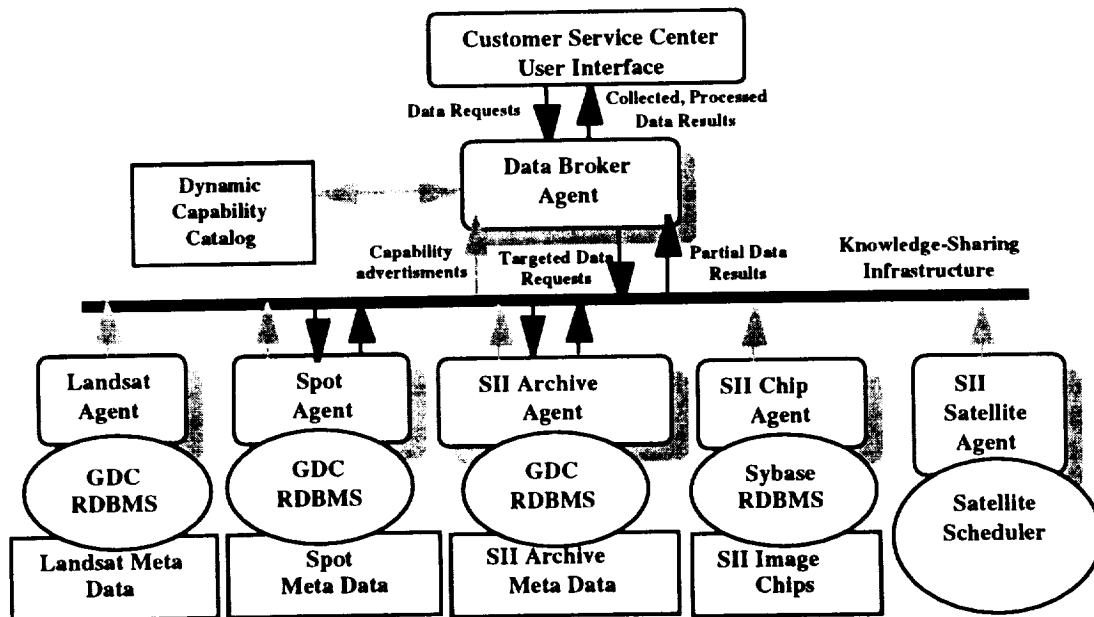 Customer Service Center
User Interface
Data Requests
Collected, Processed
Data Results
Data Broker
Agent
Dynamic
Capability
Catalog
Capability
advertisments
Targeted Data
Requests
Partial Data
Results
Knowledge-Sharing
Infrastructure
Landsat
Agent
Spot
Agent
SII Archive
Agent
SII Chip
Agent
SII
Satellite
Agent
GDC
RDBMS
GDC
RDBMS
GDC
RDBMS
Sybase
RDBMS
Satellite
Scheduler
Landsat Meta
Data
Spot
Meta Data
SII Archive
Meta Data
SII Image
Chips